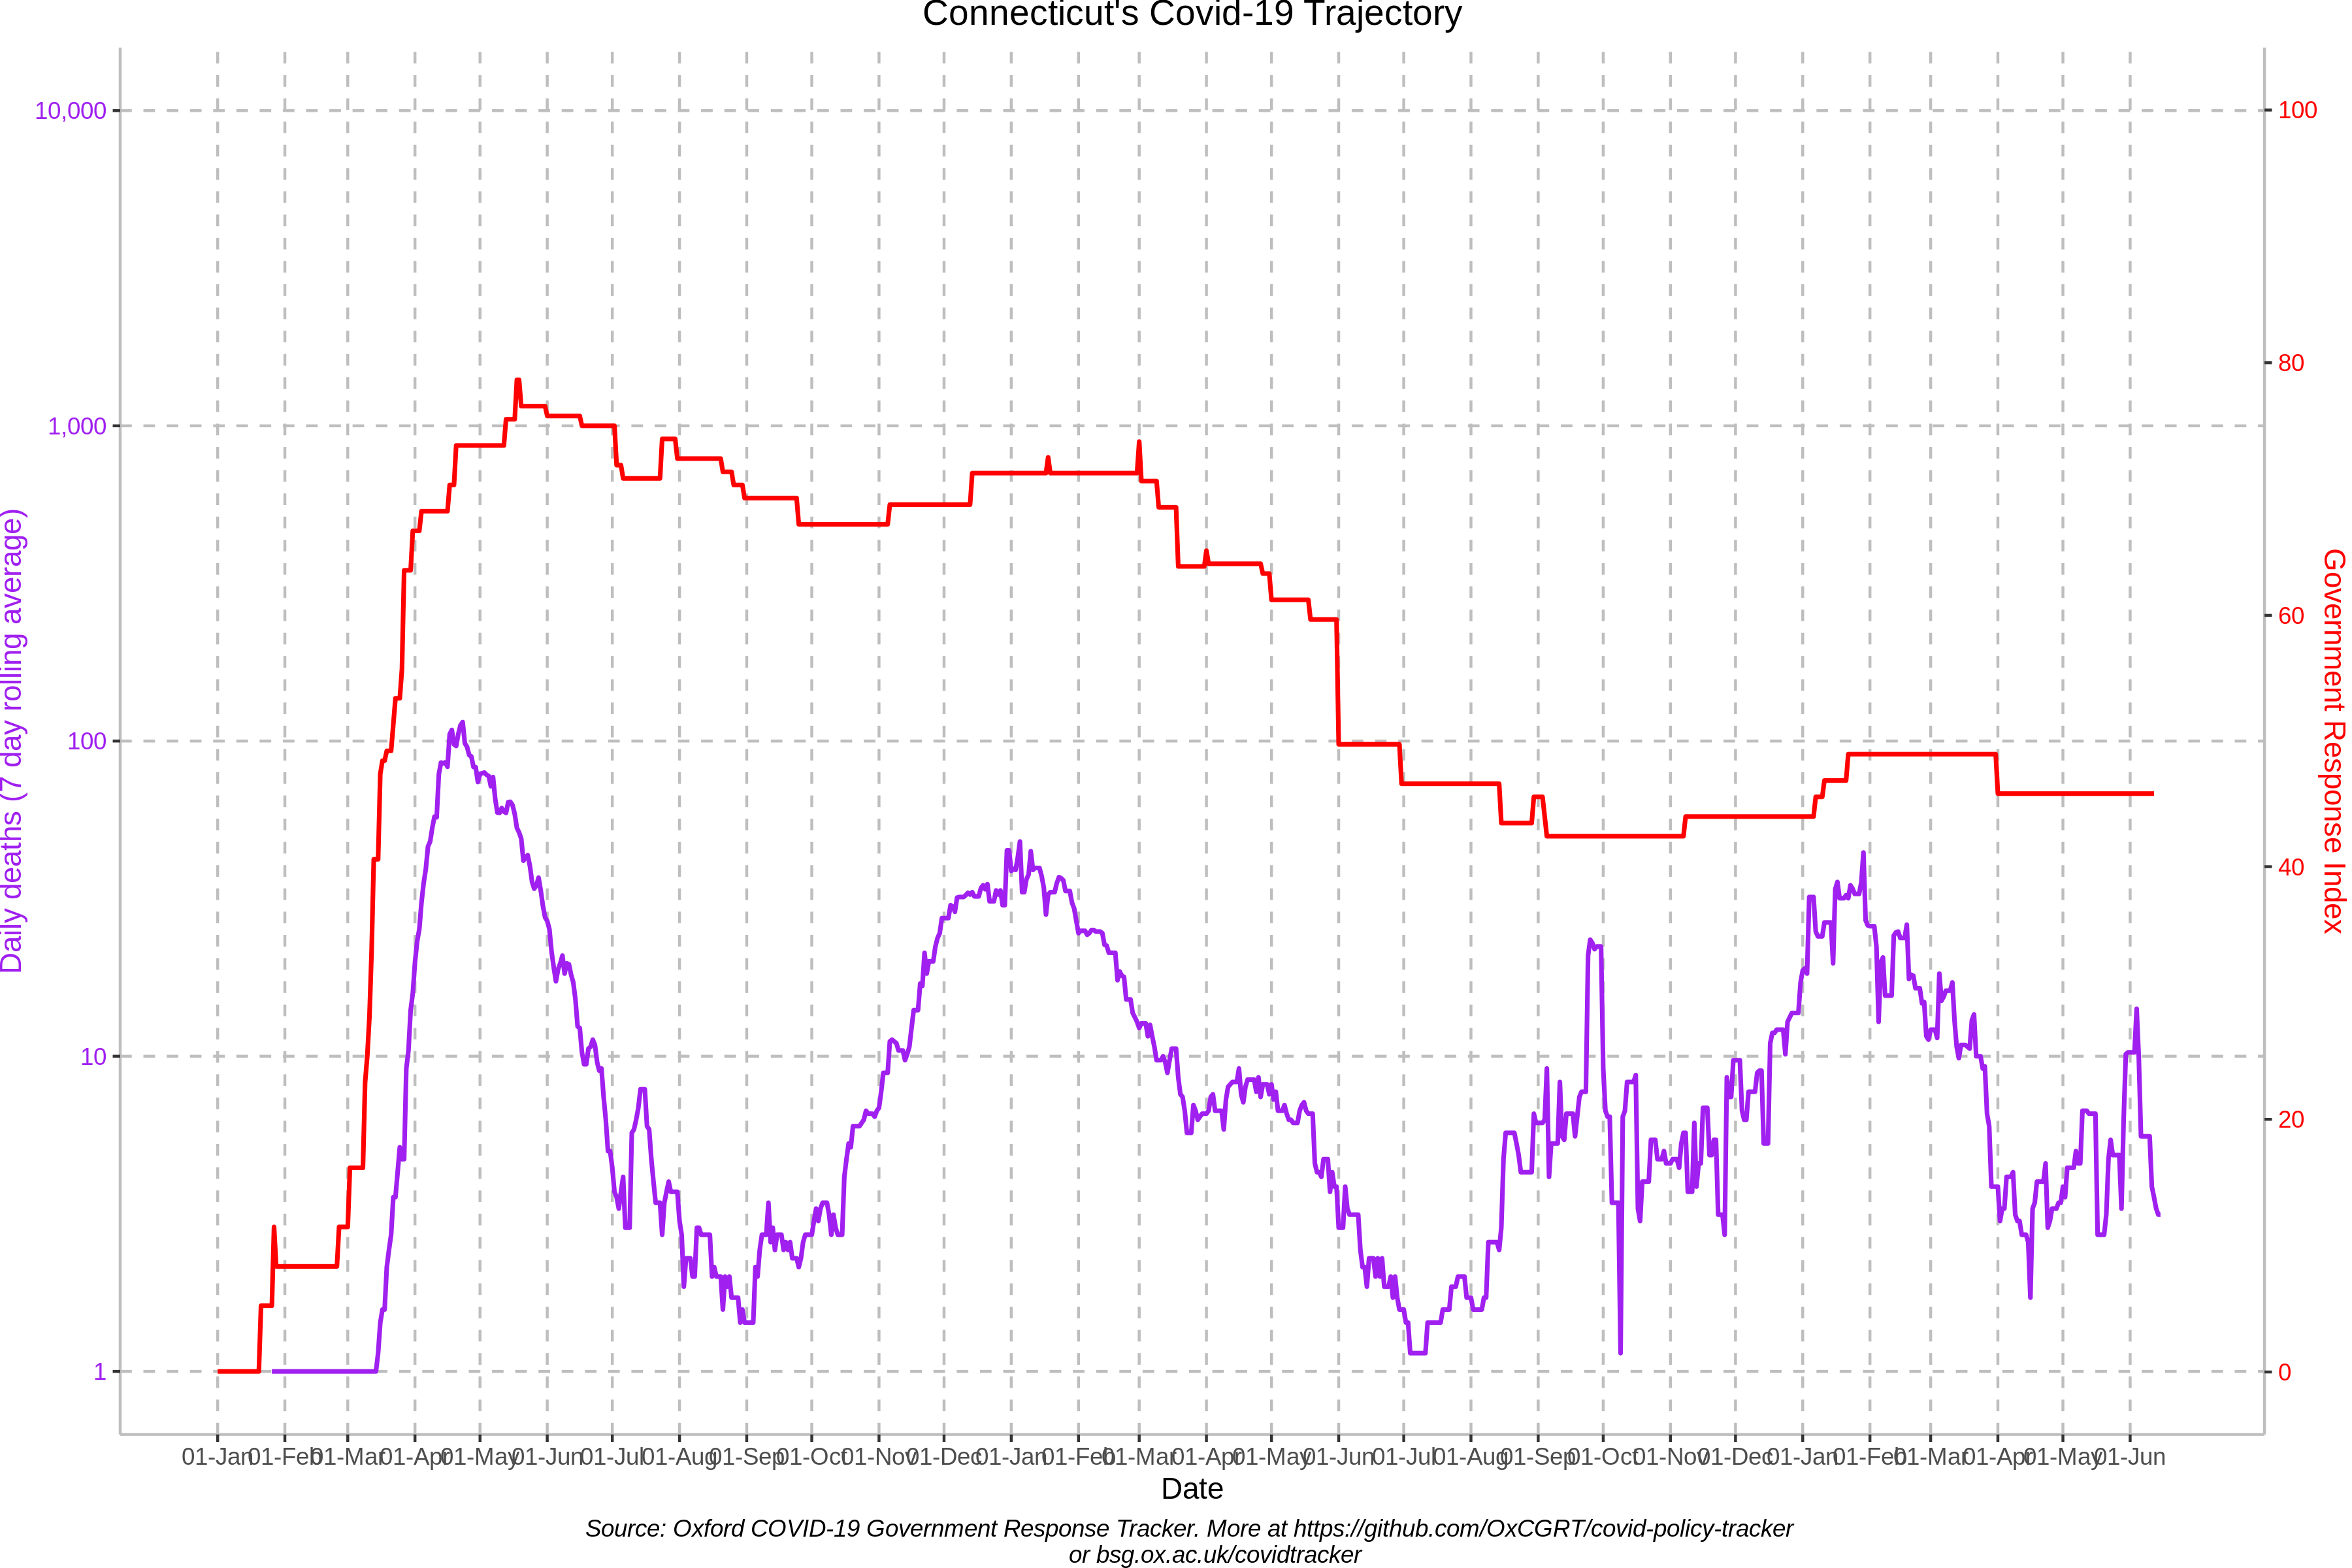 Connecticut's Covid-19 Trajectory
10,000
1,000
100
10
1
Daily deaths (7 day rolling average)
100
80
60
40
20
0
Government Response Index
01-Jan 01-Feb 01-Mar 01-Apr 01-May 01-Jun 01-Jul 01-Aug 01-Sep 01-Oct 01-Nov 01-Dec 01-Jan 01-Feb 01-Mar 01-Apr 01-May 01-Jun 01-Jul 01-Aug 01-Sep 01-Oct 01-Nov 01-Dec 01-Jan 01-Feb 01-Mar 01-Apr 01-May 01-Jun
Date
Source: Oxford COVID-19 Government Response Tracker. More at https://github.com/OxCGRT/covid-policy-tracker
or bsg.ox.ac.uk/covidtracker